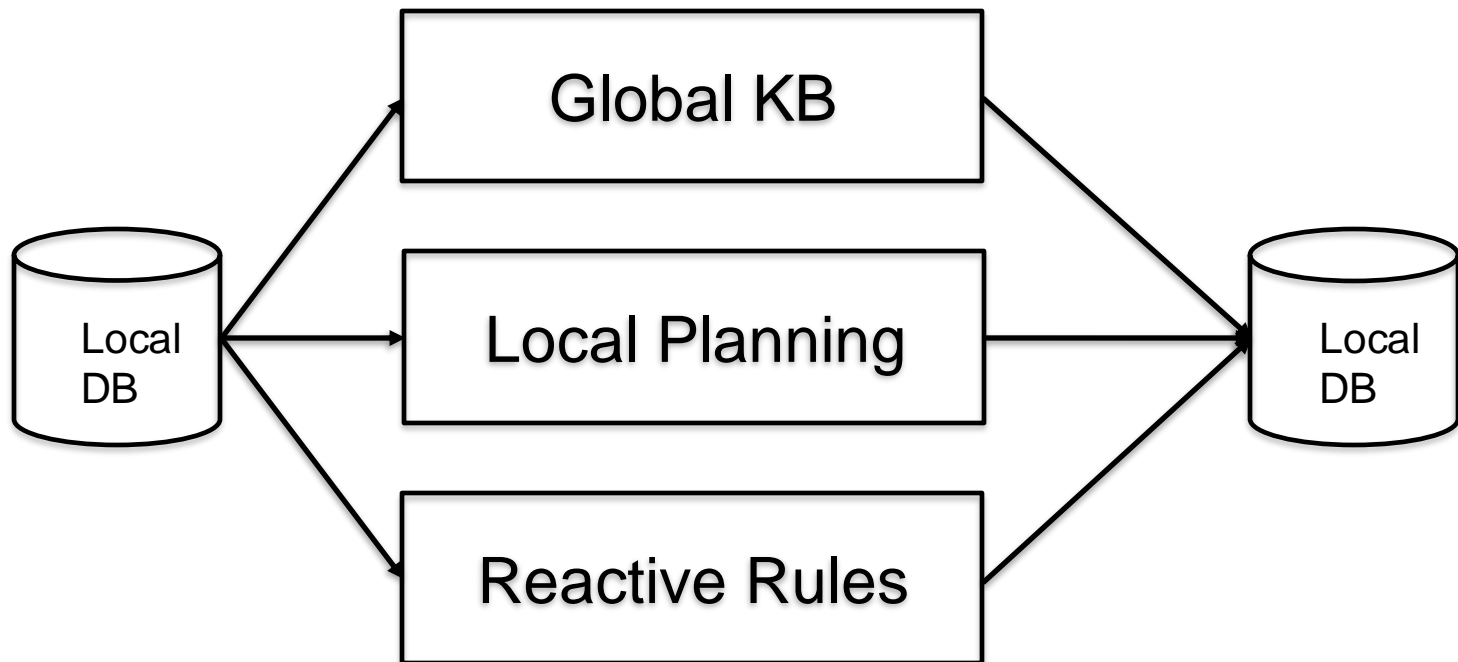 Global KB
Local
DB
Local Planning
Local
DB
Reactive Rules